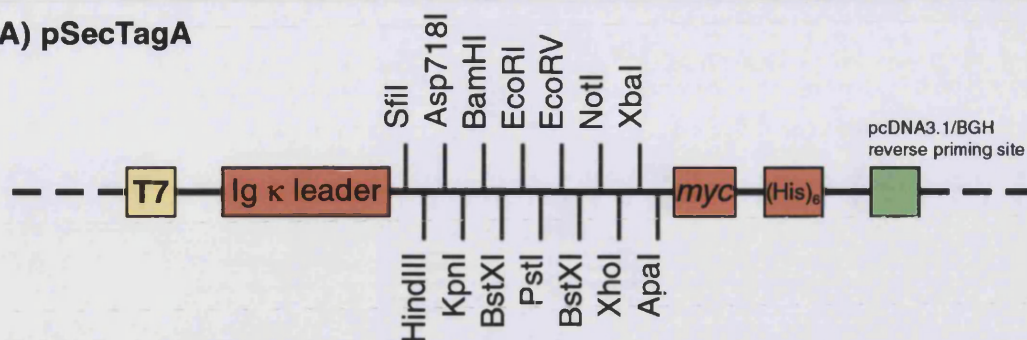 A) pSecTagA
SfiI
Asp718I
BamHI
EcoRI
EcoRV
NotI
XbaI
pcDNA3.1/BGH
reverse priming site
T7
Ig κ leader
myc
(His)₆
HindIII
KpnI
BstXI
PstI
BstXI
XhoI
ApaI